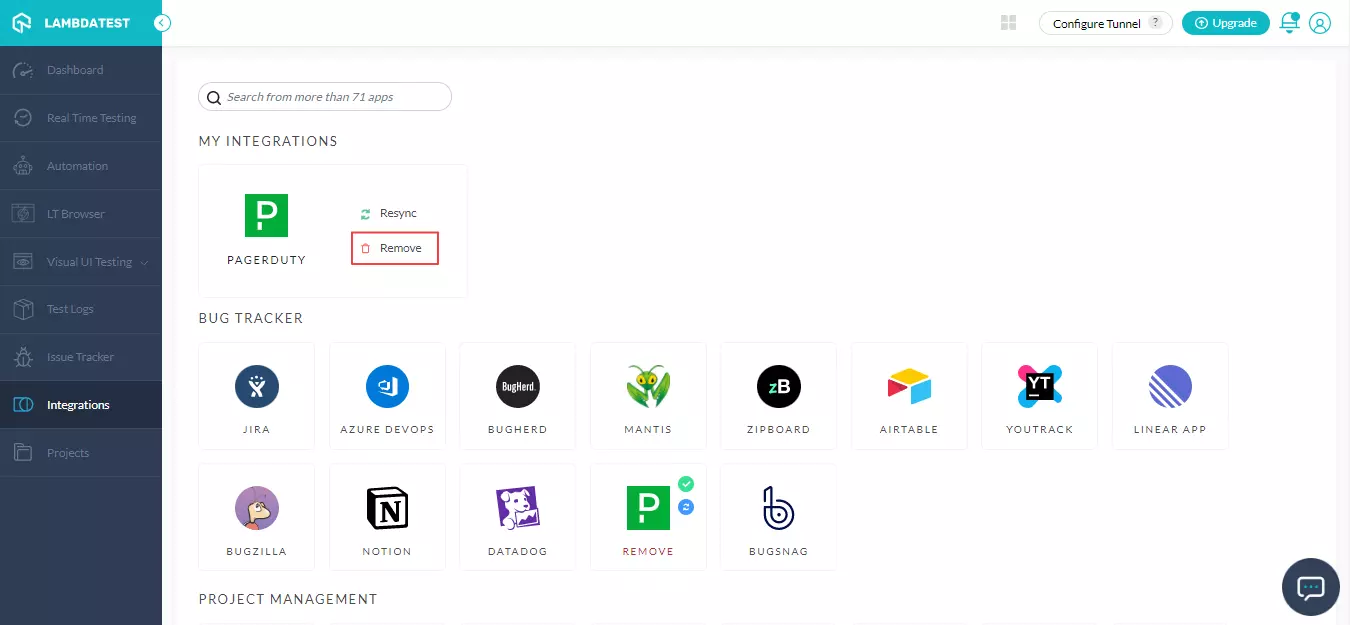 LAMBDATEST
Configure Tunnel ?
Upgrade
Dashboard
Real Time Testing
Automation
LT Browser
Visual UI Testing
Test Logs
Issue Tracker
Integrations
Projects
Search from more than 71 apps
MY INTEGRATIONS
P
PAGERDUTY
Resync
Remove
BUG TRACKER
BugHerd.
zB
YT
JIRA
AZURE DEVOPS
BUGHERD
MANTIS
ZIPBOARD
AIRTABLE
YOUTRACK
LINEAR APP
N
P
b
BUGZILLA
NOTION
DATADOG
REMOVE
BUGSNAG
PROJECT MANAGEMENT